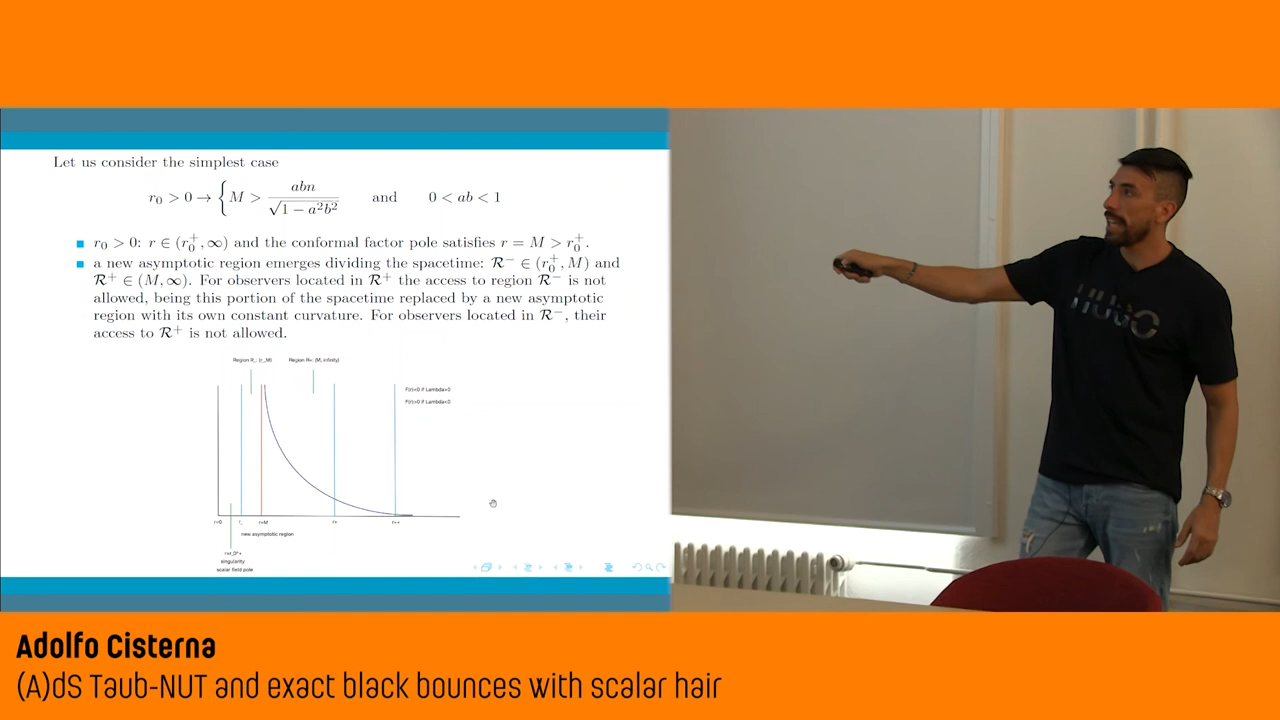 Let us consider the simplest case
r₀ > 0 → { M > abn / √(1 − a²b²) and 0 < ab < 1
r₀ > 0: r ∈ (r₀⁺, ∞) and the conformal factor pole satisfies r = M > r₀⁺.
a new asymptotic region emerges dividing the spacetime: R⁻ ∈ (r₀⁺, M) and
R⁺ ∈ (M, ∞). For observers located in R⁺ the access to region R⁻ is not
allowed, being this portion of the spacetime replaced by a new asymptotic
region with its own constant curvature. For observers located in R⁻, their
access to R⁺ is not allowed.
Region R_: (r_,M) Region R+: (M, infinity)
F(r)<0 if Lambda>0
F(r)>0 if Lambda<0
r=0 r_ r=M r+ r++
new asymptotic region
r=r_0^+
singularity
scalar field pole
HUGO
Adolfo Cisterna
(A)dS Taub-NUT and exact black bounces with scalar hair